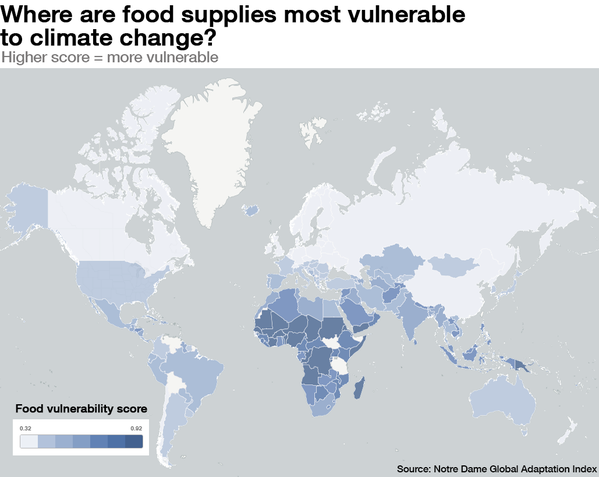 Where are food supplies most vulnerable
to climate change?
Higher score = more vulnerable
Food vulnerability score
0.32 0.92
Source: Notre Dame Global Adaptation Index